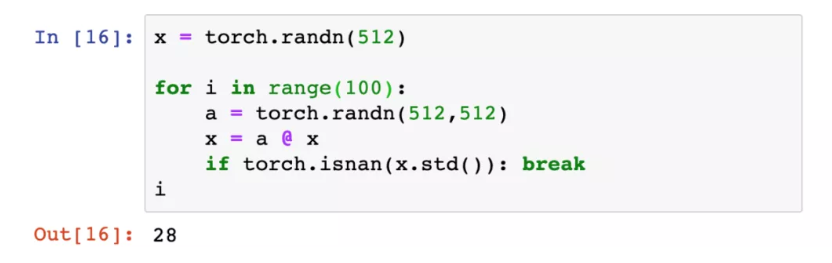 In [16]: x = torch.randn(512)
for i in range(100):
    a = torch.randn(512,512)
    x = a @ x
    if torch.isnan(x.std()): break
i
Out[16]: 28